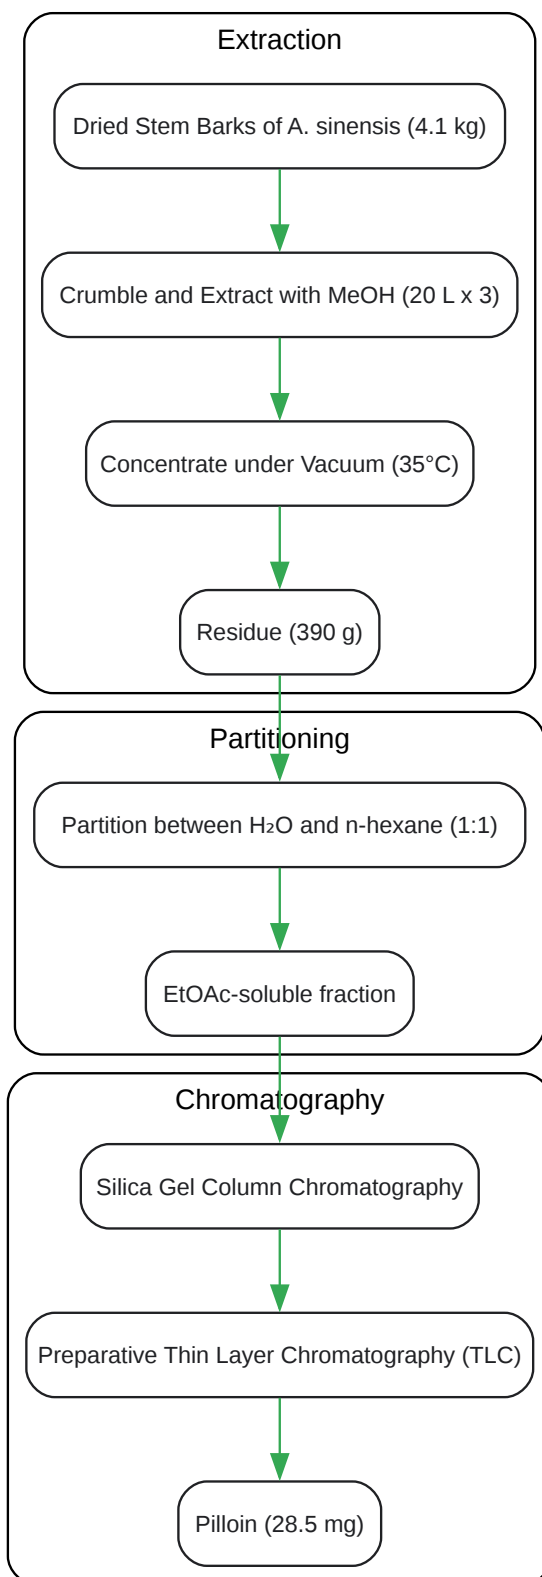 Extraction
Dried Stem Barks of A. sinensis (4.1 kg)
Crumble and Extract with MeOH (20 L x 3)
Concentrate under Vacuum (35°C)
Residue (390 g)
Partitioning
Partition between H₂O and n-hexane (1:1)
EtOAc-soluble fraction
Chromatography
Silica Gel Column Chromatography
Preparative Thin Layer Chromatography (TLC)
Pilloin (28.5 mg)